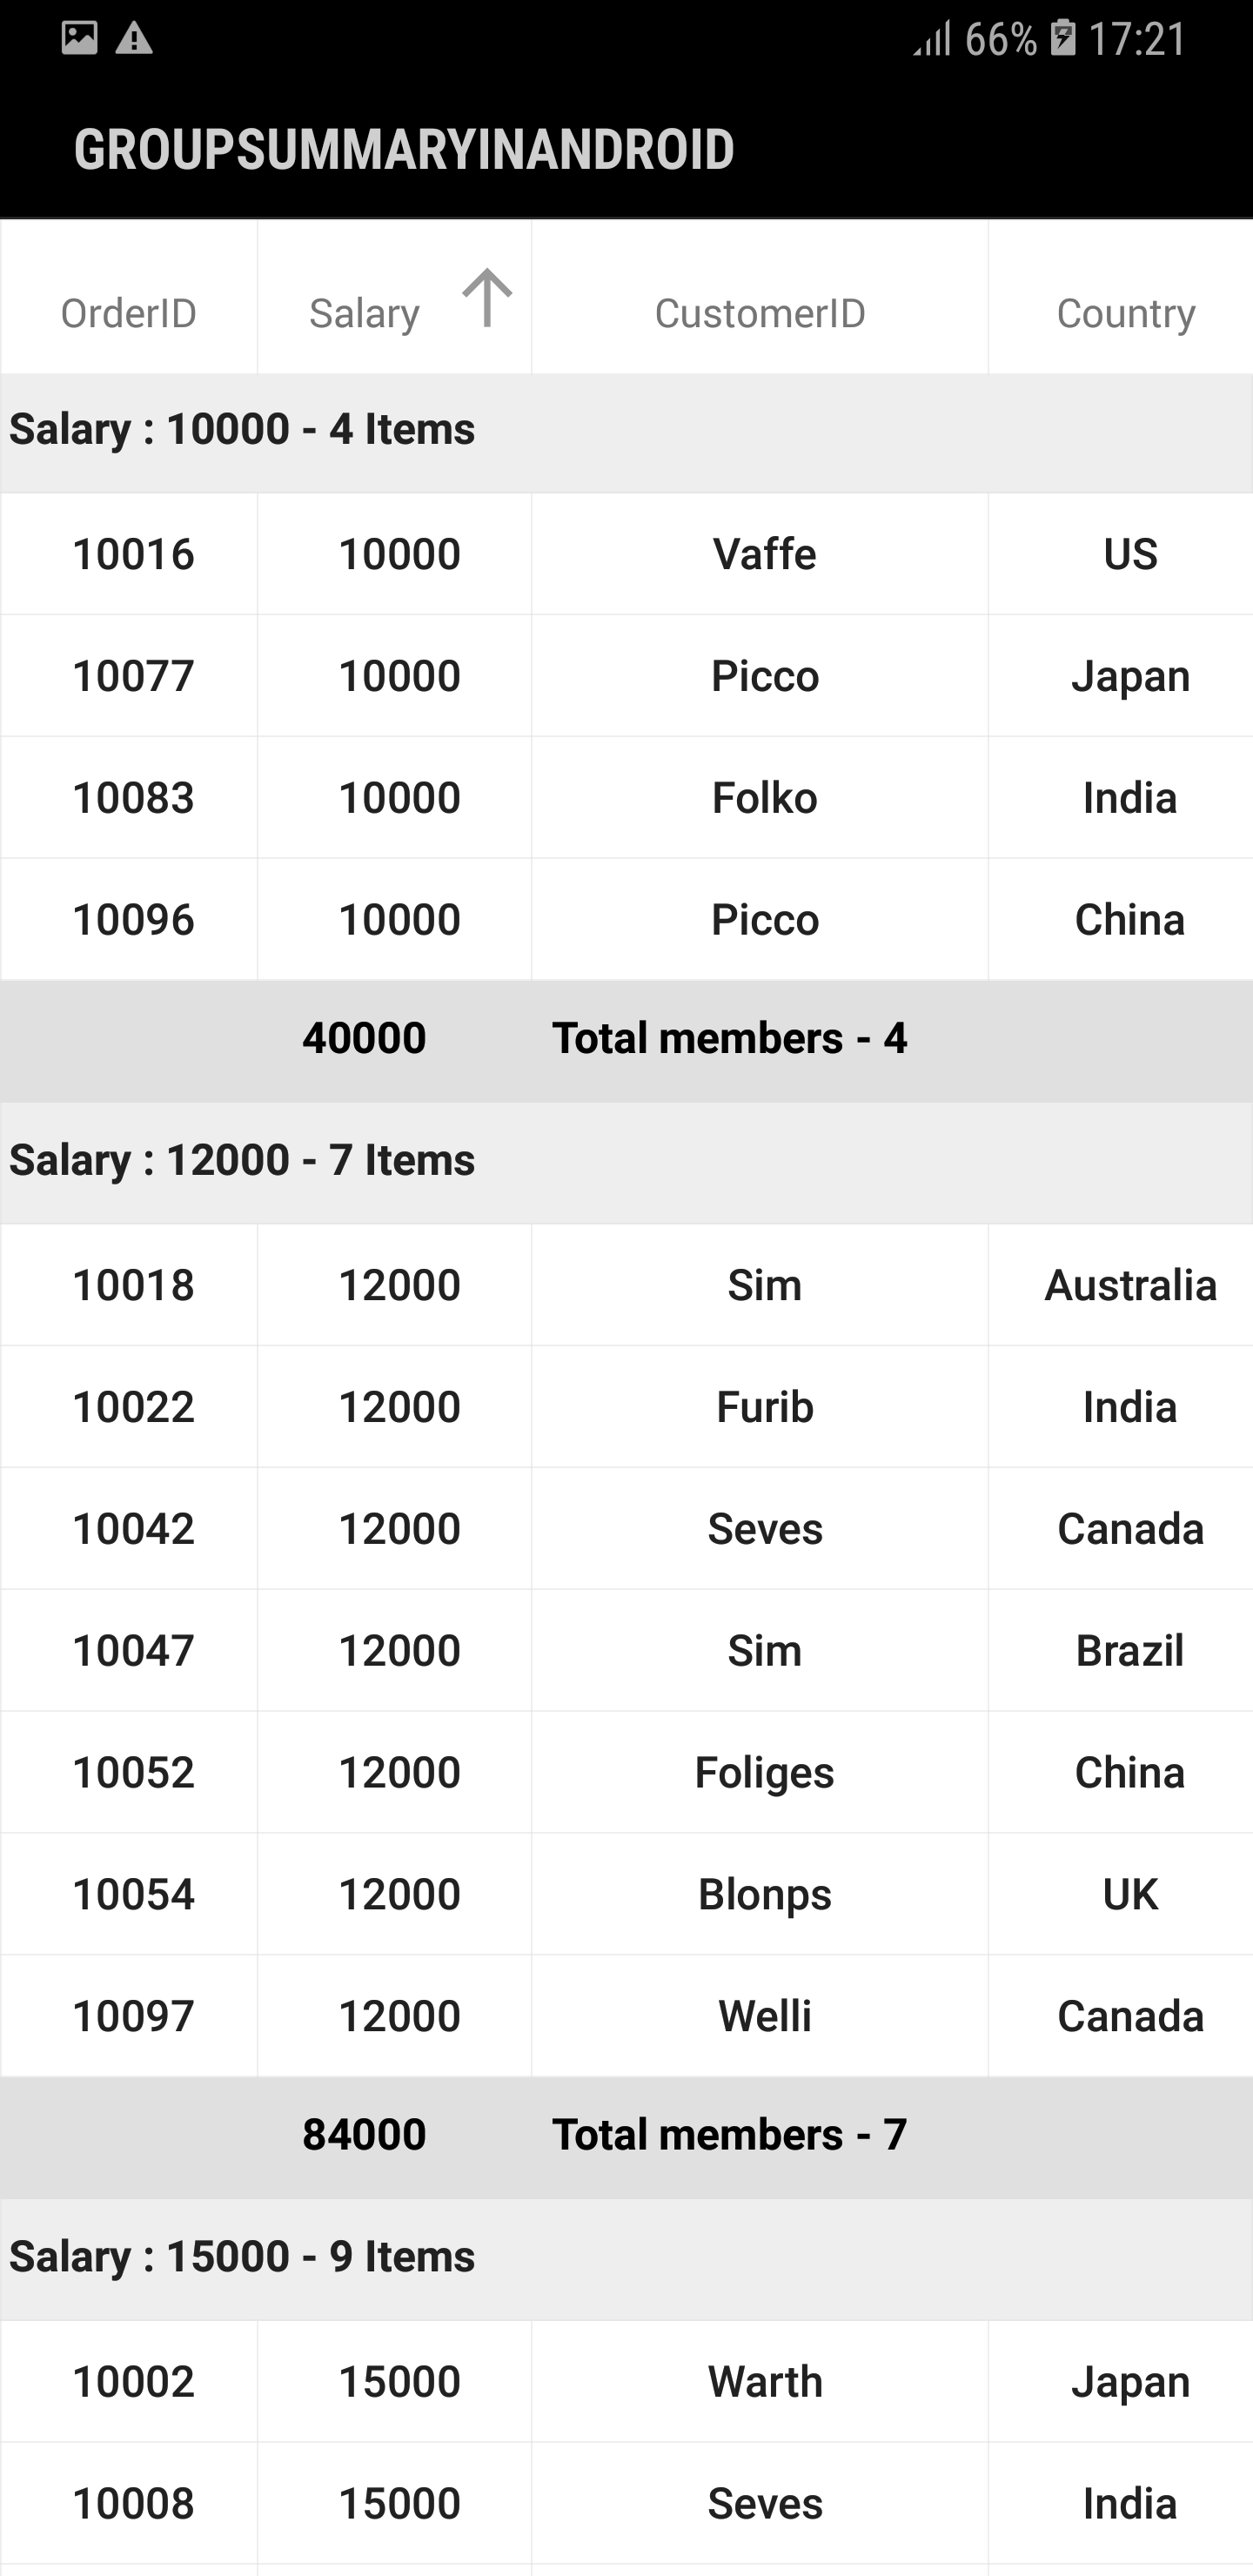 66% 17:21
GROUPSUMMARYINANDROID
OrderID Salary CustomerID Country
Salary : 10000 - 4 Items
10016 10000 Vaffe US
10077 10000 Picco Japan
10083 10000 Folko India
10096 10000 Picco China
40000 Total members - 4
Salary : 12000 - 7 Items
10018 12000 Sim Australia
10022 12000 Furib India
10042 12000 Seves Canada
10047 12000 Sim Brazil
10052 12000 Foliges China
10054 12000 Blonps UK
10097 12000 Welli Canada
84000 Total members - 7
Salary : 15000 - 9 Items
10002 15000 Warth Japan
10008 15000 Seves India